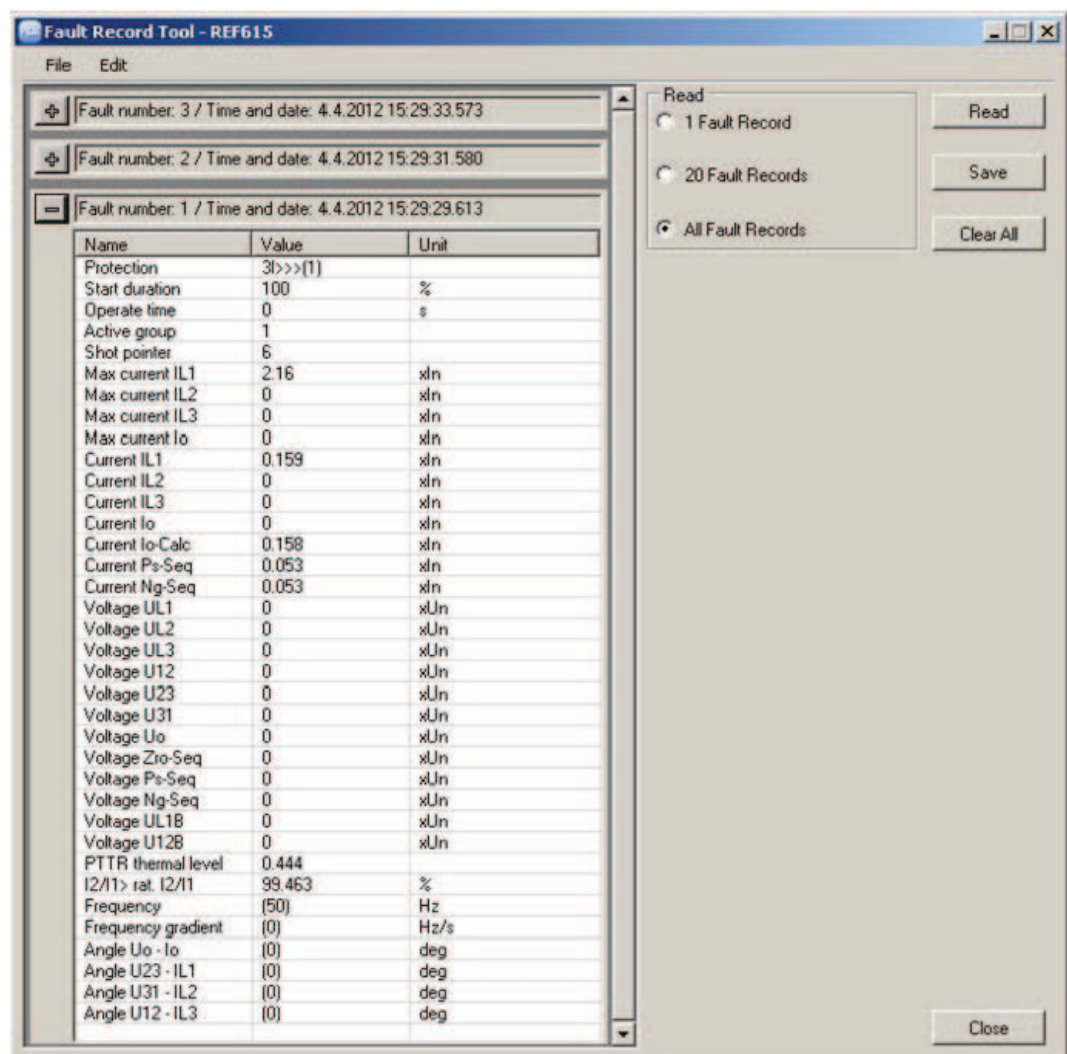 Fault Record Tool - REF615
File Edit
Fault number: 3 / Time and date: 4.4.2012 15:29:33.573
Fault number: 2 / Time and date: 4.4.2012 15:29:31.580
Fault number: 1 / Time and date: 4.4.2012 15:29:29.613
Name Value Unit
Protection 3I>>>(1)
Start duration 100 %
Operate time 0 s
Active group 1
Shot pointer 6
Max current IL1 2.16 xIn
Max current IL2 0 xIn
Max current IL3 0 xIn
Max current Io 0 xIn
Current IL1 0.159 xIn
Current IL2 0 xIn
Current IL3 0 xIn
Current Io 0 xIn
Current Io-Calc 0.158 xIn
Current Ps-Seq 0.053 xIn
Current Ng-Seq 0.053 xIn
Voltage UL1 0 xUn
Voltage UL2 0 xUn
Voltage UL3 0 xUn
Voltage U12 0 xUn
Voltage U23 0 xUn
Voltage U31 0 xUn
Voltage Uo 0 xUn
Voltage Zro-Seq 0 xUn
Voltage Ps-Seq 0 xUn
Voltage Ng-Seq 0 xUn
Voltage UL1B 0 xUn
Voltage U12B 0 xUn
PTTR thermal level 0.444
I2/I1> rat. I2/I1 99.463 %
Frequency (50) Hz
Frequency gradient (0) Hz/s
Angle Uo - Io (0) deg
Angle U23 - IL1 (0) deg
Angle U31 - IL2 (0) deg
Angle U12 - IL3 (0) deg
Read
1 Fault Record
20 Fault Records
All Fault Records
Read
Save
Clear All
Close